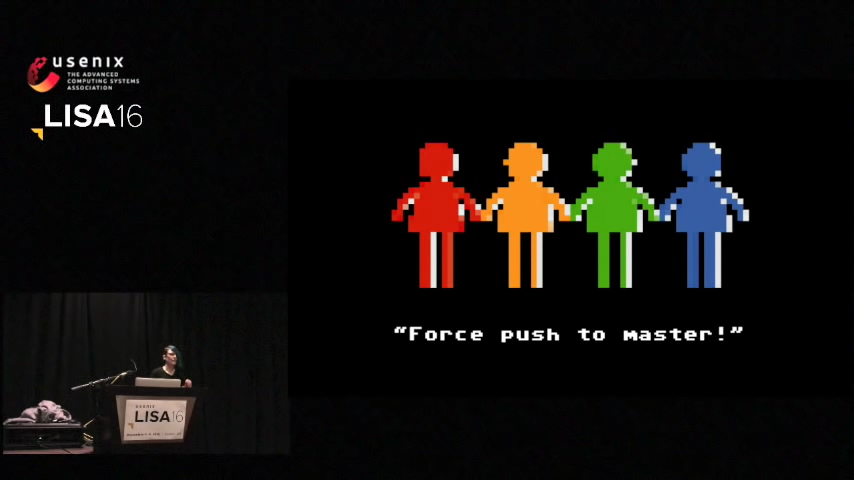 usenix
THE ADVANCED
COMPUTING SYSTEMS
ASSOCIATION
LISA16
“Force push to master!”
usenix
LISA16